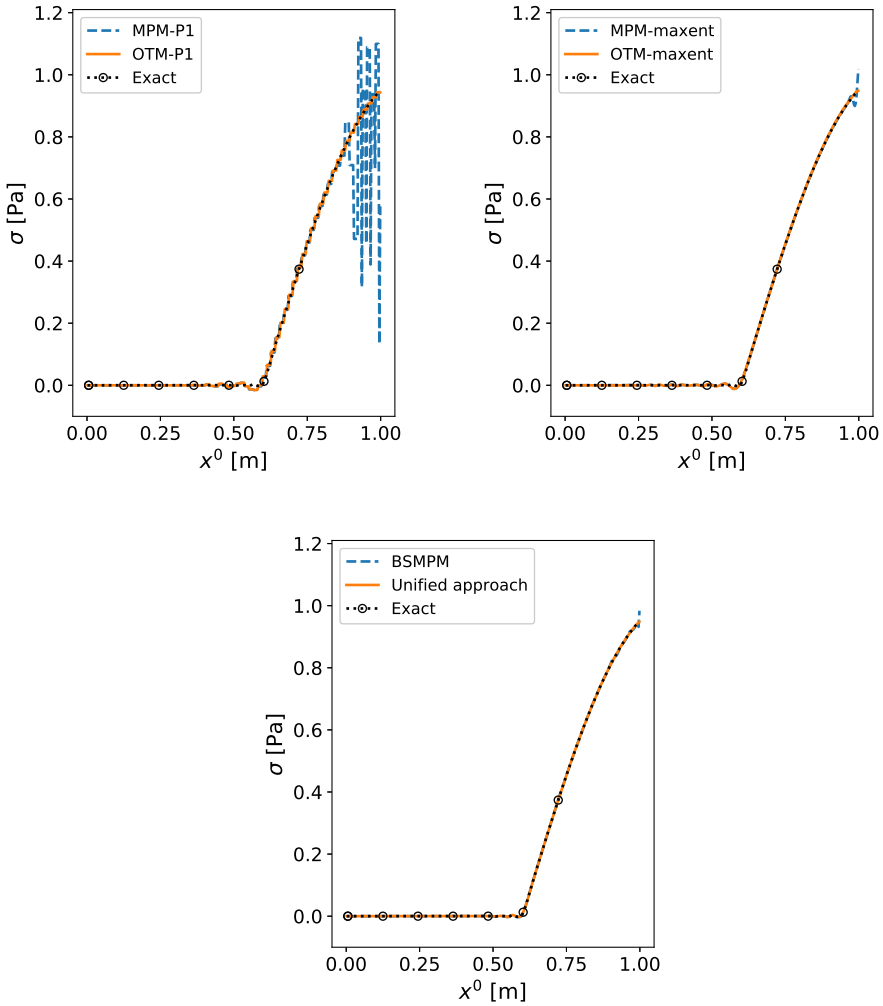 MPM-P1
OTM-P1
Exact
1.2
1.0
0.8
0.6
0.4
0.2
0.0
σ [Pa]
0.00 0.25 0.50 0.75 1.00
x⁰ [m]
MPM-maxent
OTM-maxent
Exact
1.2
1.0
0.8
0.6
0.4
0.2
0.0
σ [Pa]
0.00 0.25 0.50 0.75 1.00
x⁰ [m]
BSMPM
Unified approach
Exact
1.2
1.0
0.8
0.6
0.4
0.2
0.0
σ [Pa]
0.00 0.25 0.50 0.75 1.00
x⁰ [m]